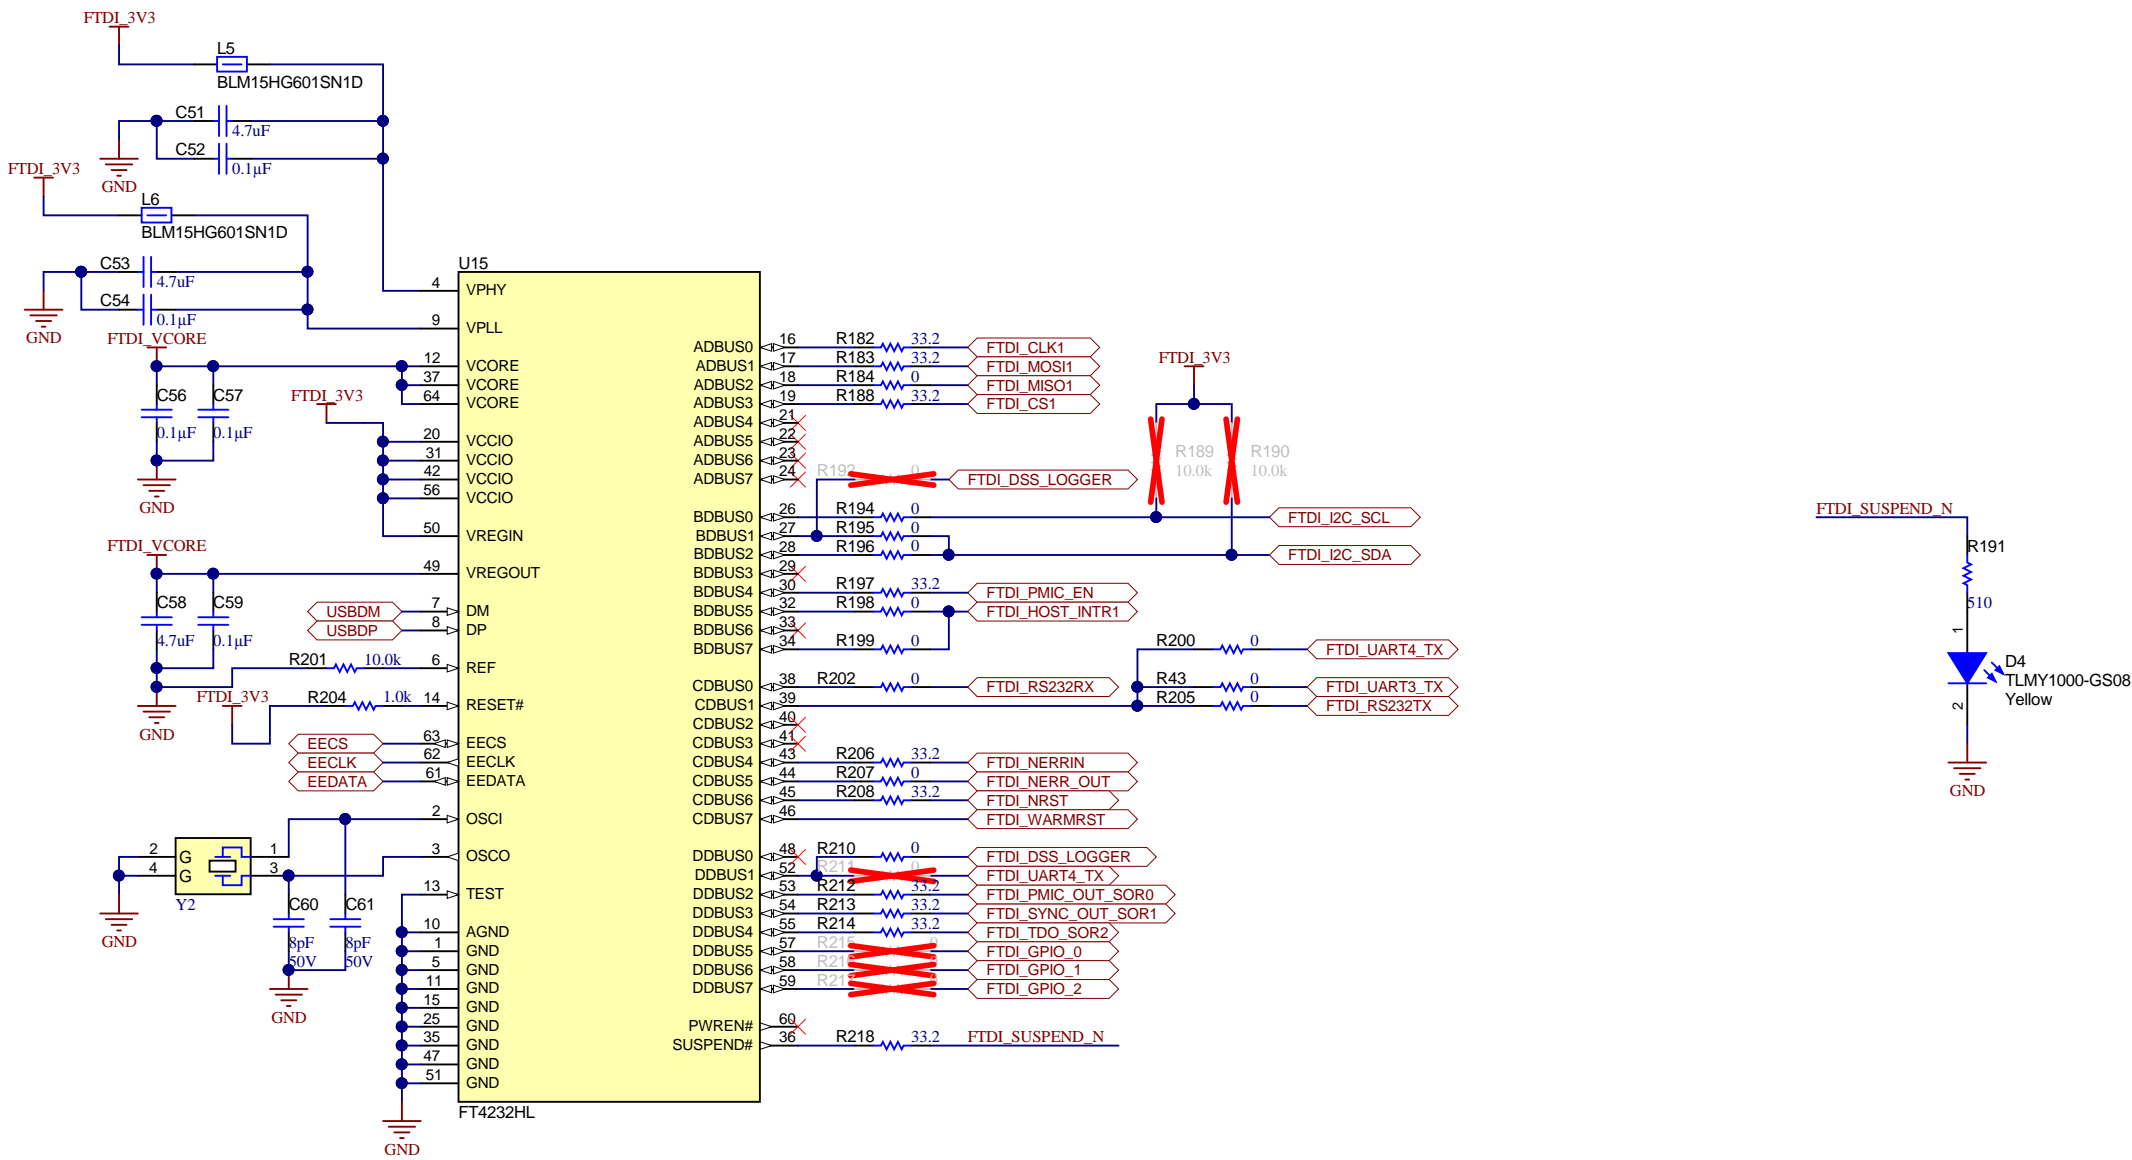 FTDI_3V3
L5
BLM15HG601SN1D
C51
4.7uF
C52
0.1µF
GND
FTDI_3V3
L6
BLM15HG601SN1D
C53
4.7uF
C54
0.1µF
GND
FTDI_VCORE
C56
C57
0.1µF
0.1µF
GND
FTDI_3V3
FTDI_VCORE
C58
C59
4.7uF
0.1µF
GND
USBDM
USBDP
R201
10.0k
FTDI_3V3
R204
1.0k
EECS
EECLK
EEDATA
2 G 1
4 G 3
Y2
GND
C60
C61
8pF
50V
8pF
50V
GND
U15
4 VPHY
9 VPLL
12 VCORE
37 VCORE
64 VCORE
20 VCCIO
31 VCCIO
42 VCCIO
56 VCCIO
50 VREGIN
49 VREGOUT
7 DM
8 DP
6 REF
14 RESET#
63 EECS
62 EECLK
61 EEDATA
2 OSCI
3 OSCO
13 TEST
10 AGND
1 GND
5 GND
11 GND
15 GND
25 GND
35 GND
47 GND
51 GND
GND
FT4232HL
ADBUS0 16 R182 33.2 FTDI_CLK1
ADBUS1 17 R183 33.2 FTDI_MOSI1
ADBUS2 18 R184 0 FTDI_MISO1
ADBUS3 19 R188 33.2 FTDI_CS1
ADBUS4 21
ADBUS5 22
ADBUS6 23
ADBUS7 24
0 FTDI_DSS_LOGGER
BDBUS0 26 R194 0 FTDI_I2C_SCL
BDBUS1 27 R195 0
BDBUS2 28 R196 0 FTDI_I2C_SDA
BDBUS3 29
BDBUS4 30 R197 33.2 FTDI_PMIC_EN
BDBUS5 32 R198 0 FTDI_HOST_INTR1
BDBUS6 33
BDBUS7 34 R199 0
CDBUS0 38 R202 0 FTDI_RS232RX
CDBUS1 39
CDBUS2 40
CDBUS3 41
CDBUS4 43 R206 33.2 FTDI_NERRIN
CDBUS5 44 R207 0 FTDI_NERR_OUT
CDBUS6 45 R208 33.2 FTDI_NRST
CDBUS7 46 FTDI_WARMRST
DDBUS0 48 R210 0 FTDI_DSS_LOGGER
DDBUS1 52 R211 0 FTDI_UART4_TX
DDBUS2 53 R212 33.2 FTDI_PMIC_OUT_SOR0
DDBUS3 54 R213 33.2 FTDI_SYNC_OUT_SOR1
DDBUS4 55 R214 33.2 FTDI_TDO_SOR2
DDBUS5 57 FTDI_GPIO_0
DDBUS6 58 FTDI_GPIO_1
DDBUS7 59 FTDI_GPIO_2
PWREN# 60
SUSPEND# 36 R218 33.2 FTDI_SUSPEND_N
FTDI_3V3
R189
10.0k
R190
10.0k
R200 0 FTDI_UART4_TX
R43 0 FTDI_UART3_TX
R205 0 FTDI_RS232TX
FTDI_SUSPEND_N
R191
510
1
D4
TLMY1000-GS08
Yellow
2
GND